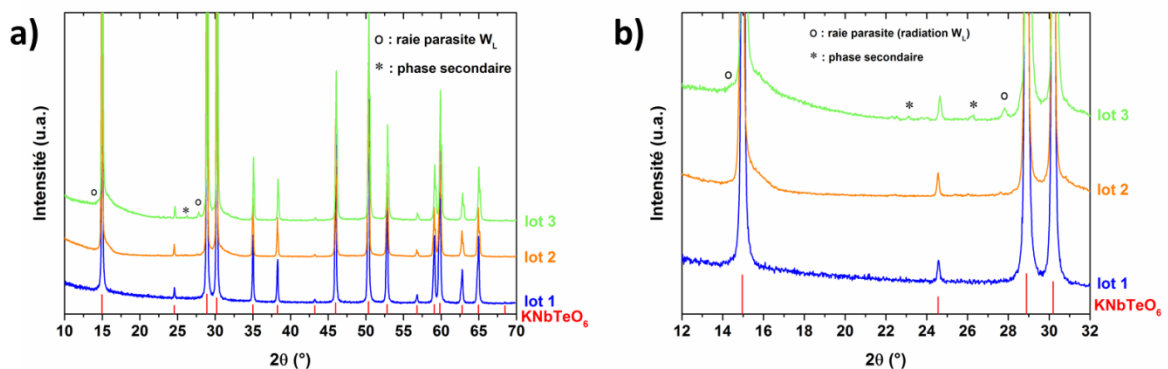 a)
o : raie parasite W_L
* : phase secondaire
Intensité (u.a.)
o
*
o
lot 3
lot 2
lot 1
KNbTeO₆
10 15 20 25 30 35 40 45 50 55 60 65 70
2θ (°)
b)
o : raie parasite (radiation W_L)
* : phase secondaire
Intensité (u.a.)
o
*
*
o
lot 3
lot 2
lot 1
KNbTeO₆
12 14 16 18 20 22 24 26 28 30 32
2θ (°)